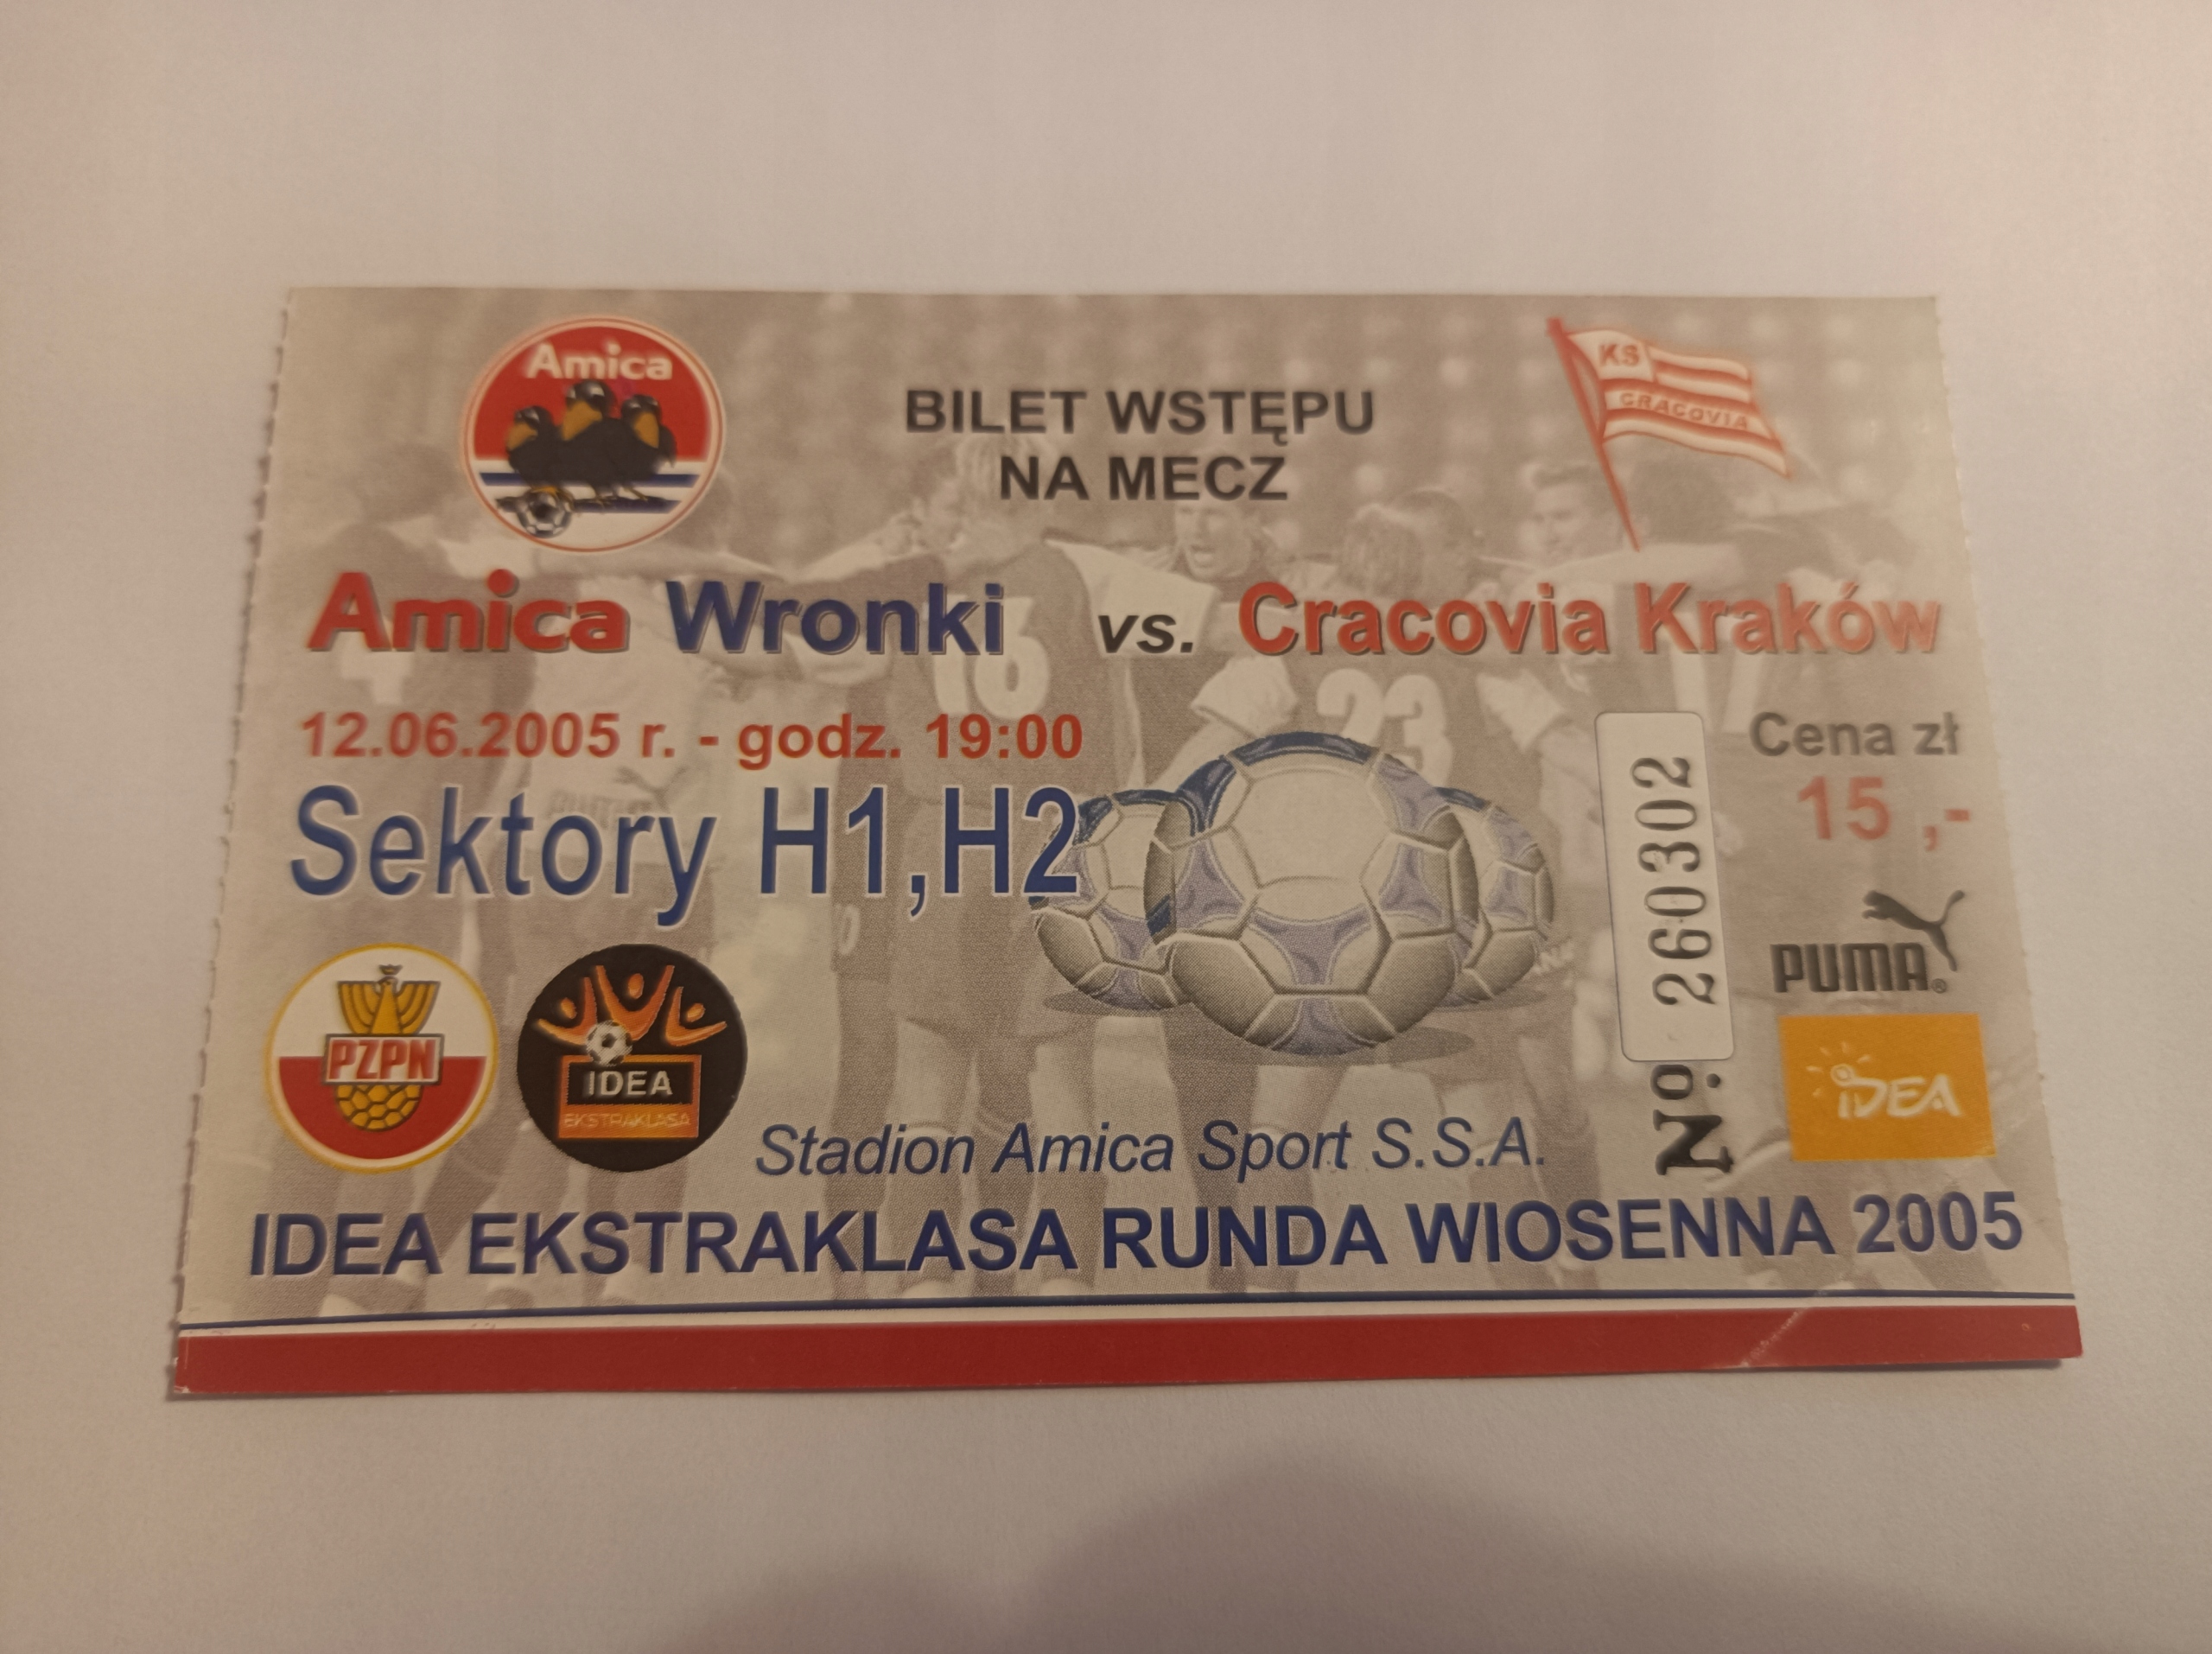 Amica
KS
CRACOVIA
BILET WSTĘPU
NA MECZ
Amica Wronki vs. Cracovia Kraków
16
23
12.06.2005 r. - godz. 19:00
Cena zł
15 ,-
Sektory H1,H2
Nº. 260302
PUMA®
PZPN
IDEA
EKSTRAKLASA
IDEA
Stadion Amica Sport S.S.A.
IDEA EKSTRAKLASA RUNDA WIOSENNA 2005